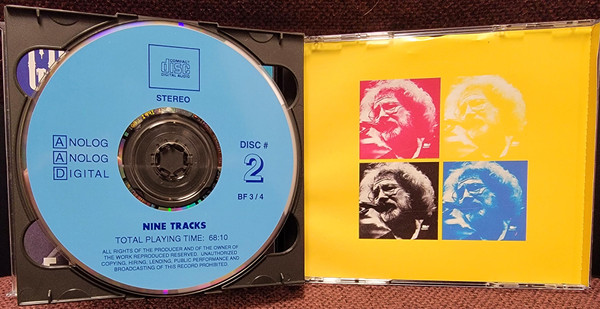 COMPACT
disc
DIGITAL AUDIO
STEREO
ANOLOG
ANOLOG
DIGITAL
DISC #
2
BF 3 / 4
NINE TRACKS
TOTAL PLAYING TIME: 68:10
ALL RIGHTS OF THE PRODUCER AND OF THE OWNER OF
THE WORK REPRODUCED RESERVED. UNAUTHORIZED
COPYING, HIRING, LENDING, PUBLIC PERFORMANCE AND
BROADCASTING OF THIS RECORD PROHIBITED.